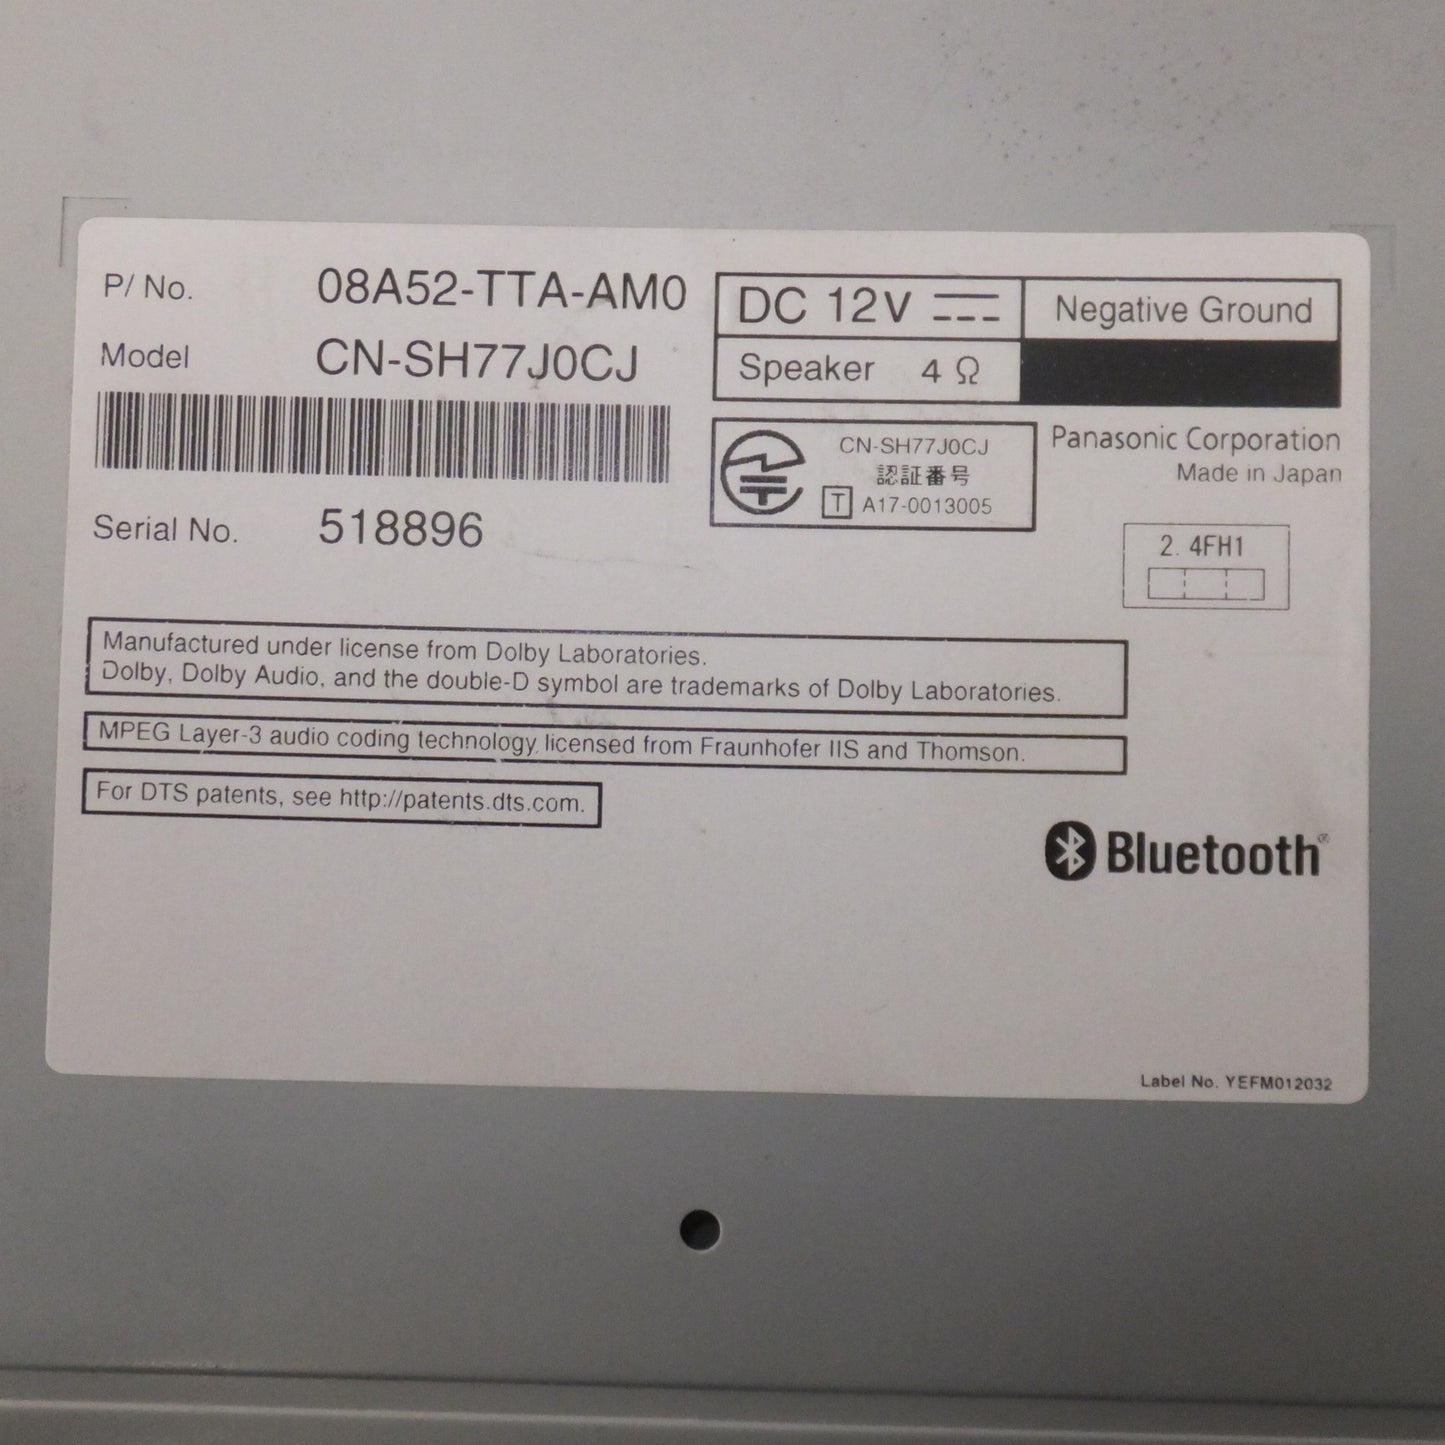 P/ No. 08A52-TTA-AM0
Model CN-SH77J0CJ
Serial No. 518896
DC 12V Negative Ground
Speaker 4 Ω
CN-SH77J0CJ
認証番号
T A17-0013005
Panasonic Corporation
Made in Japan
2.4FH1
Manufactured under license from Dolby Laboratories.
Dolby, Dolby Audio, and the double-D symbol are trademarks of Dolby Laboratories.
MPEG Layer-3 audio coding technology licensed from Fraunhofer IIS and Thomson.
For DTS patents, see http://patents.dts.com.
Bluetooth®
Label No. YEFM012032